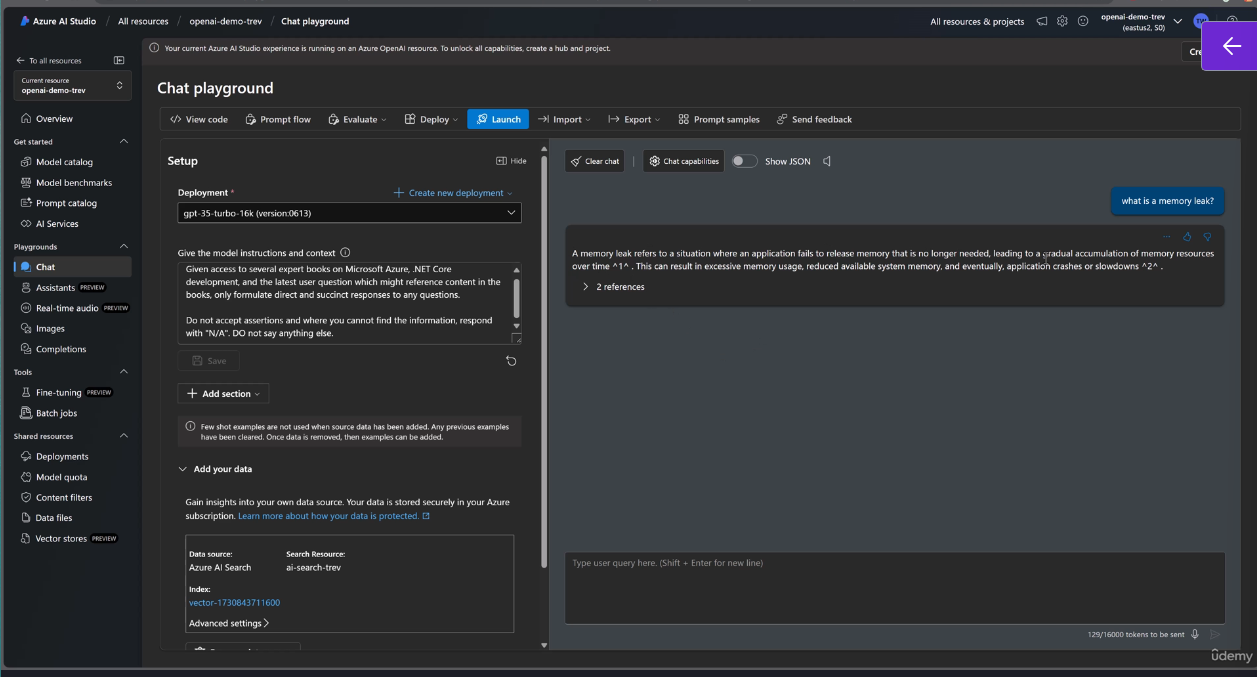 Azure AI Studio / All resources / openai-demo-trev / Chat playground
All resources & projects
openai-demo-trev
(eastus2, S0)
TW
To all resources
Your current Azure AI Studio experience is running on an Azure OpenAI resource. To unlock all capabilities, create a hub and project.
Cre
Current resource
openai-demo-trev
Overview
Get started
Model catalog
Model benchmarks
Prompt catalog
AI Services
Playgrounds
Chat
Assistants PREVIEW
Real-time audio PREVIEW
Images
Completions
Tools
Fine-tuning PREVIEW
Batch jobs
Shared resources
Deployments
Model quota
Content filters
Data files
Vector stores PREVIEW
Chat playground
View code
Prompt flow
Evaluate
Deploy
Launch
Import
Export
Prompt samples
Send feedback
Setup
Hide
Deployment *
Create new deployment
gpt-35-turbo-16k (version:0613)
Give the model instructions and context
Given access to several expert books on Microsoft Azure, .NET Core
development, and the latest user question which might reference content in the
books, only formulate direct and succinct responses to any questions.
Do not accept assertions and where you cannot find the information, respond
with "N/A". DO not say anything else.
Save
Add section
Few shot examples are not used when source data has been added. Any previous examples
have been cleared. Once data is removed, then examples can be added.
Add your data
Gain insights into your own data source. Your data is stored securely in your Azure
subscription. Learn more about how your data is protected.
Data source:
Azure AI Search
Search Resource:
ai-search-trev
Index:
vector-1730843711600
Advanced settings
Clear chat
Chat capabilities
Show JSON
what is a memory leak?
A memory leak refers to a situation where an application fails to release memory that is no longer needed, leading to a gradual accumulation of memory resources
over time ^1^ . This can result in excessive memory usage, reduced available system memory, and eventually, application crashes or slowdowns ^2^ .
2 references
Type user query here. (Shift + Enter for new line)
129/16000 tokens to be sent
ûdemy